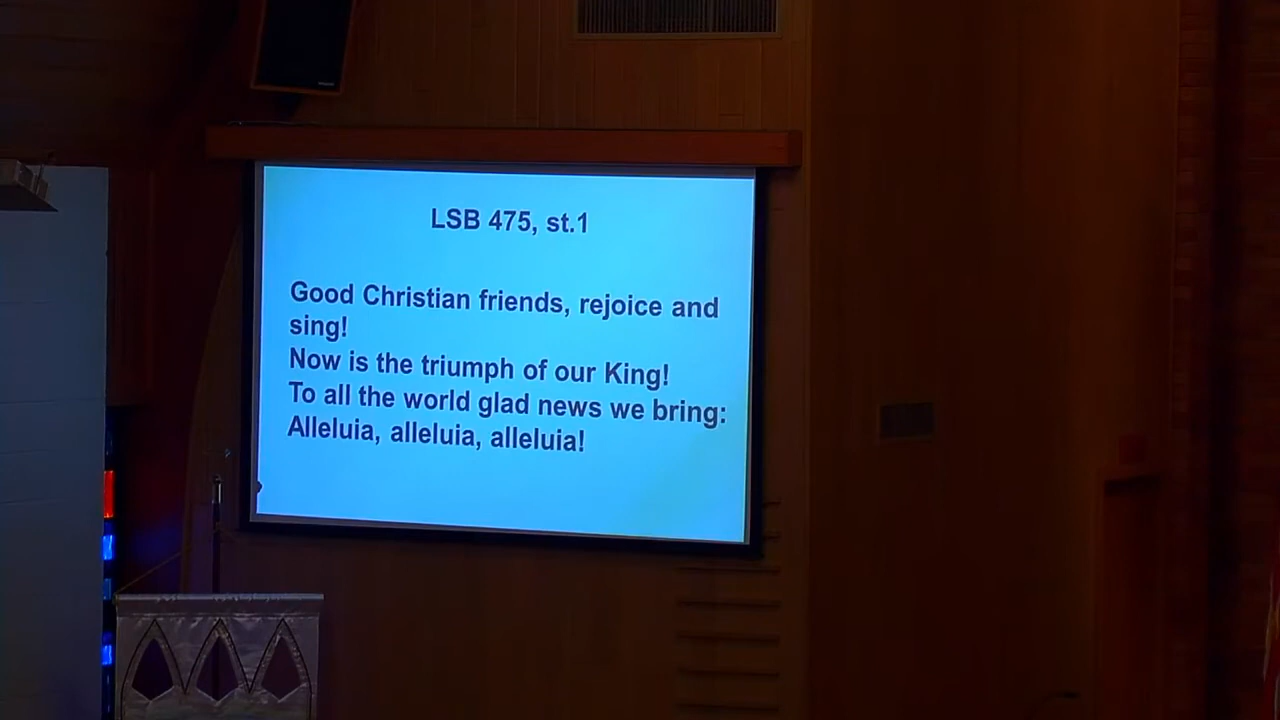 LSB 475, st.1
Good Christian friends, rejoice and
sing!
Now is the triumph of our King!
To all the world glad news we bring:
Alleluia, alleluia, alleluia!